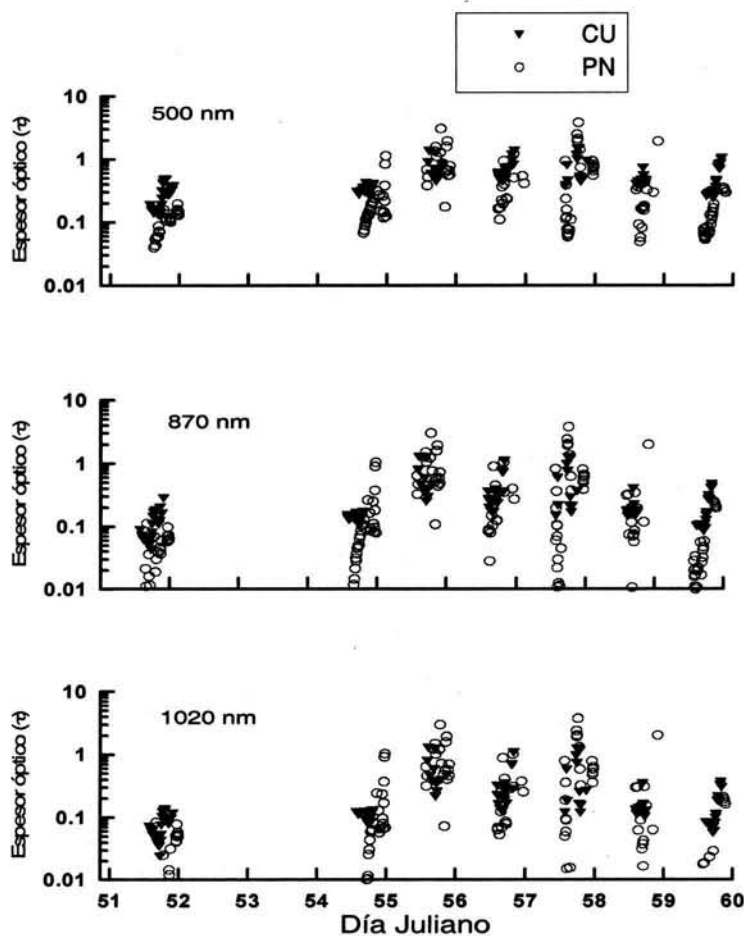 CU
PN
10
500 nm
1
0.1
0.01
Espesor óptico (τ)
10
870 nm
1
0.1
0.01
Espesor óptico (τ)
10
1020 nm
1
0.1
0.01
Espesor óptico (τ)
51 52 53 54 55 56 57 58 59 60
Día Juliano